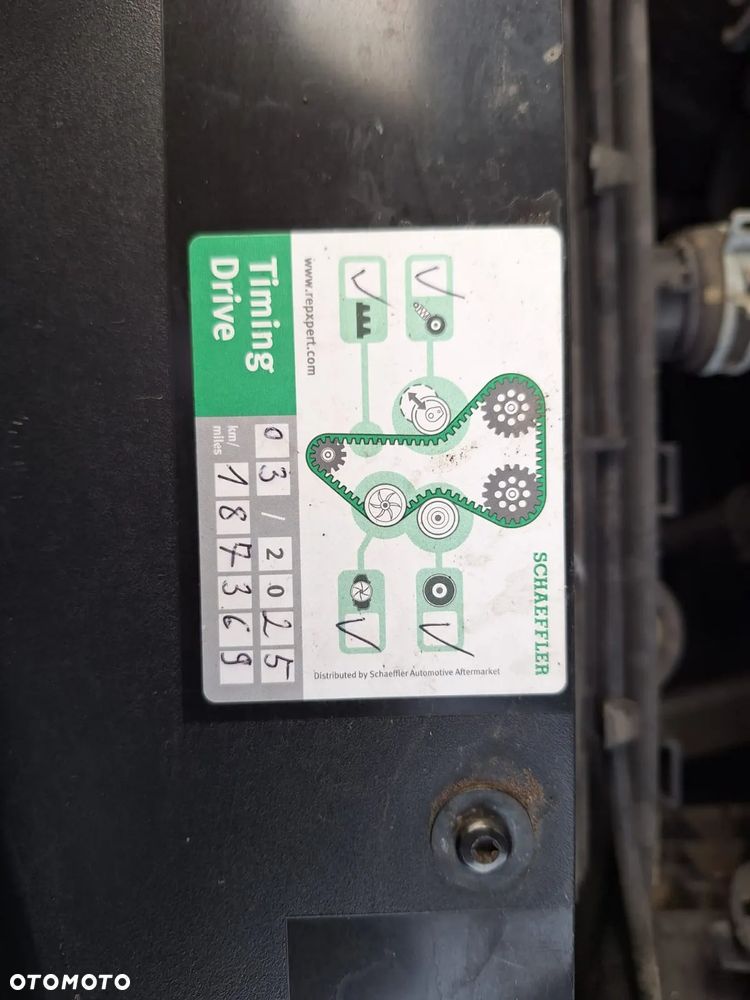 SCHAEFFLER
www.repxpert.com
Distributed by Schaeffler Automotive Aftermarket
Timing
Drive
03/2025
km/
miles
187369
OTOMOTO